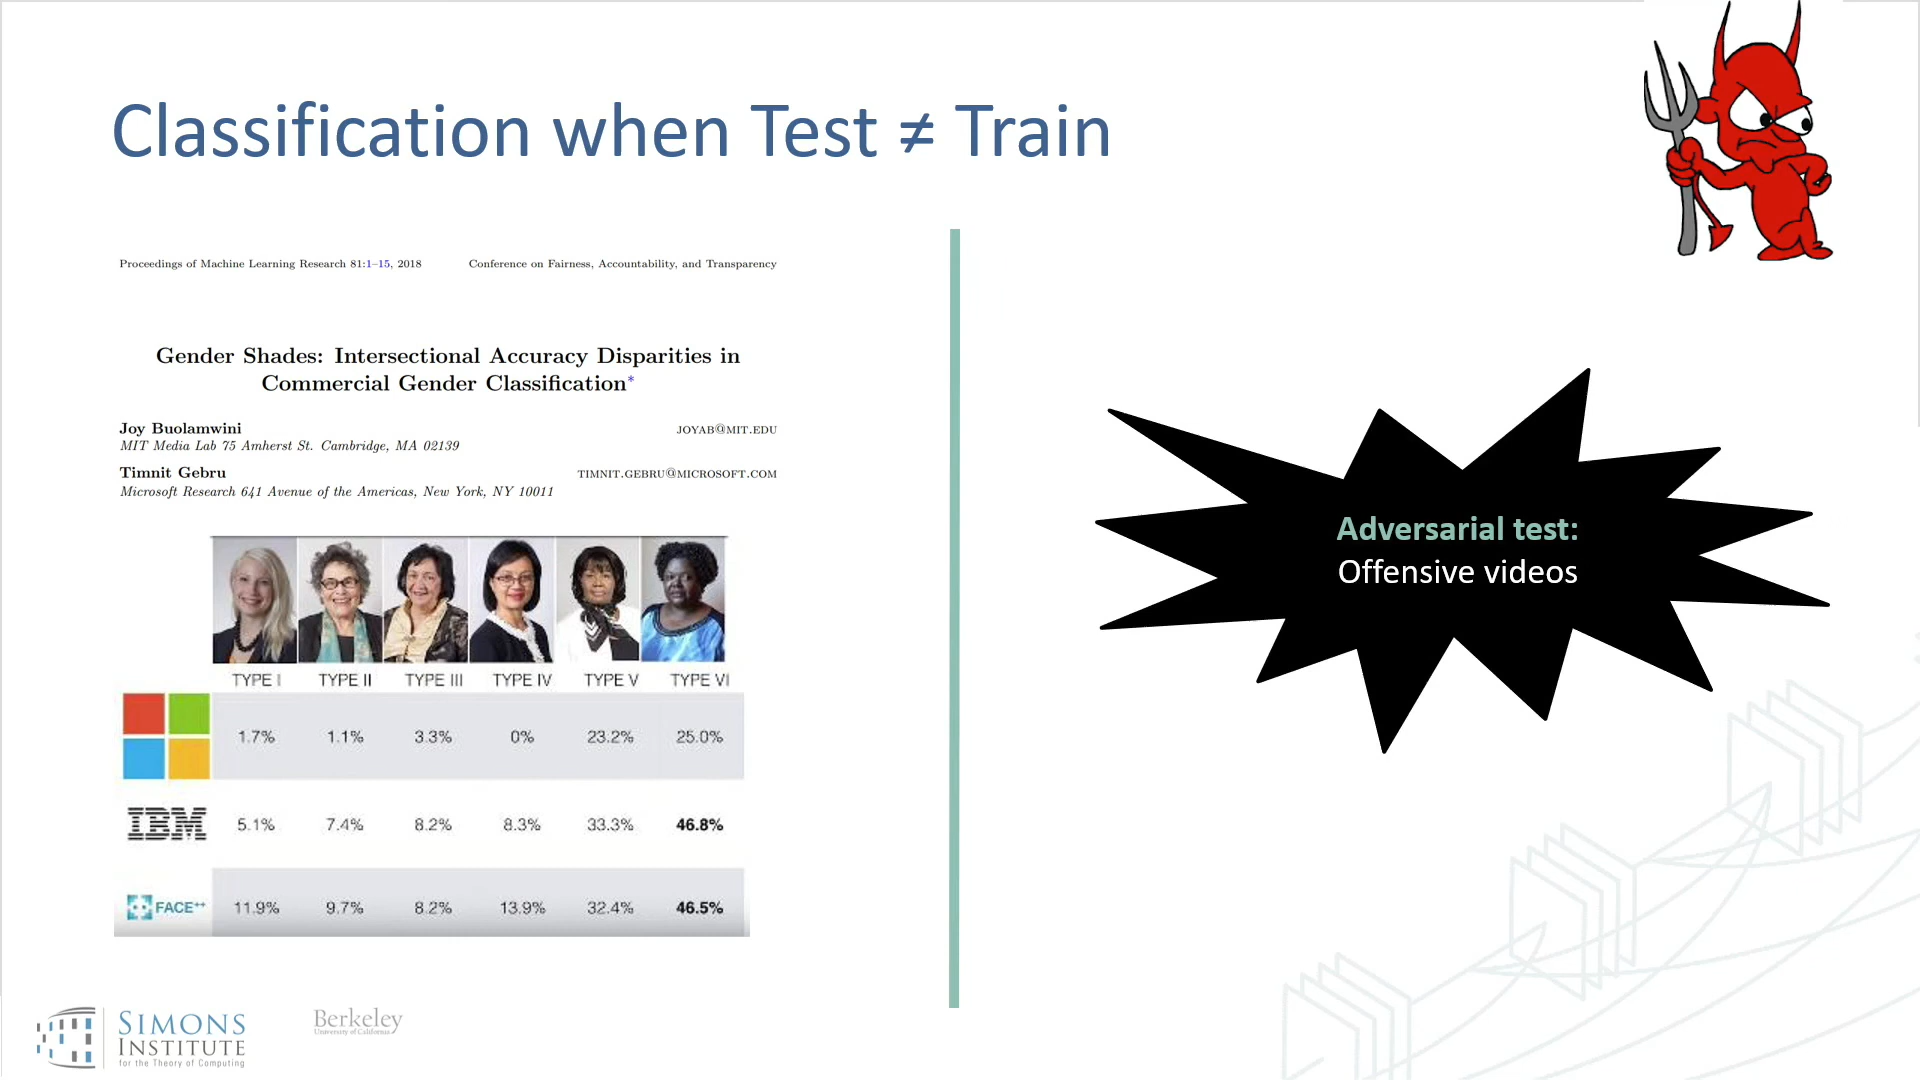 Classification when Test ≠ Train
Proceedings of Machine Learning Research 81:1–15, 2018 Conference on Fairness, Accountability, and Transparency
Gender Shades: Intersectional Accuracy Disparities in
Commercial Gender Classification*
Joy Buolamwini JOYAB@MIT.EDU
MIT Media Lab 75 Amherst St. Cambridge, MA 02139
Timnit Gebru TIMNIT.GEBRU@MICROSOFT.COM
Microsoft Research 641 Avenue of the Americas, New York, NY 10011
TYPE I TYPE II TYPE III TYPE IV TYPE V TYPE VI
1.7% 1.1% 3.3% 0% 23.2% 25.0%
IBM 5.1% 7.4% 8.2% 8.3% 33.3% 46.8%
FACE++ 11.9% 9.7% 8.2% 13.9% 32.4% 46.5%
Adversarial test:
Offensive videos
SIMONS
INSTITUTE
for the Theory of Computing
Berkeley
University of California